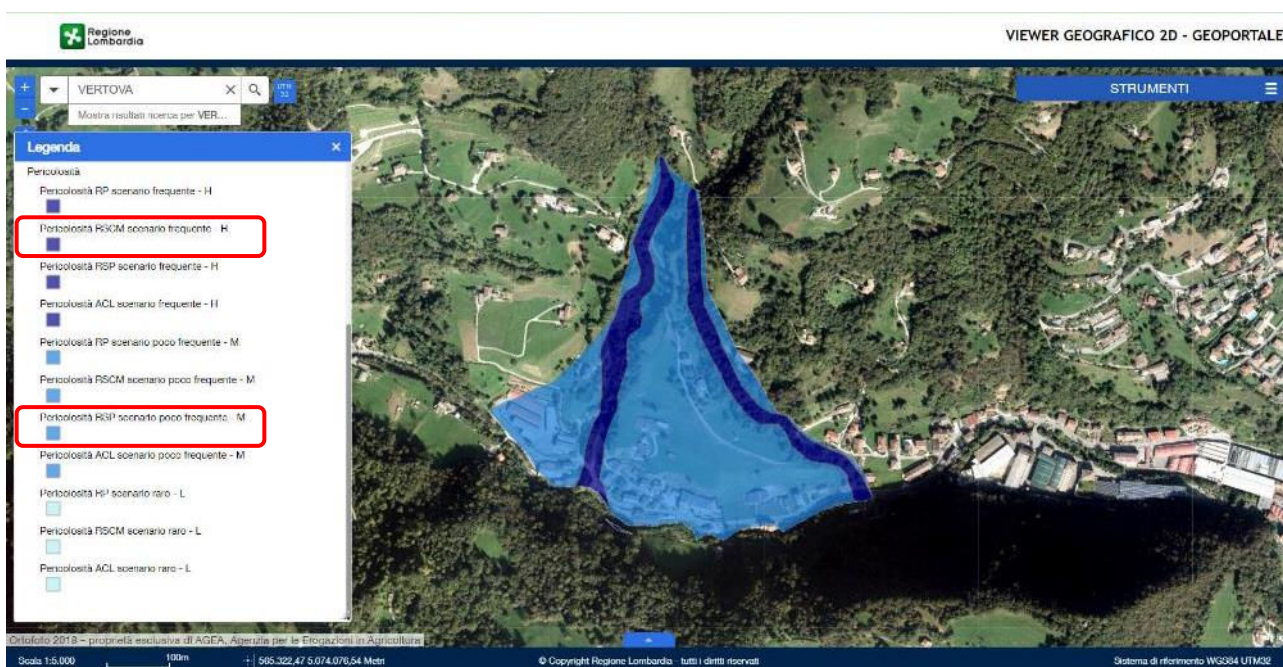 Regione
Lombardia
VIEWER GEOGRAFICO 2D - GEOPORTALE
+
VERTOVA
UTM
32
STRUMENTI
−
Mostra risultati ricerca per VER...
Legenda
Pericolosità
Pericolosità RP scenario frequente - H
Pericolosità RSCM scenario frequente - H
Pericolosità RSP scenario frequente - H
Pericolosità ACL scenario frequente - H
Pericolosità RP scenario poco frequente - M
Pericolosità RSCM scenario poco frequente - M
Pericolosità RSP scenario poco frequente - M
Pericolosità ACL scenario poco frequente - M
Pericolosità RP scenario raro - L
Pericolosità RSCM scenario raro - L
Pericolosità ACL scenario raro - L
Ortofoto 2018 – proprietà esclusiva di AGEA, Agenzia per le Erogazioni in Agricoltura
Scala 1:5.000
100m
565.322,47 5.074.076,54 Metri
© Copyright Regione Lombardia - tutti i diritti riservati
Sistema di riferimento WGS84 UTM32